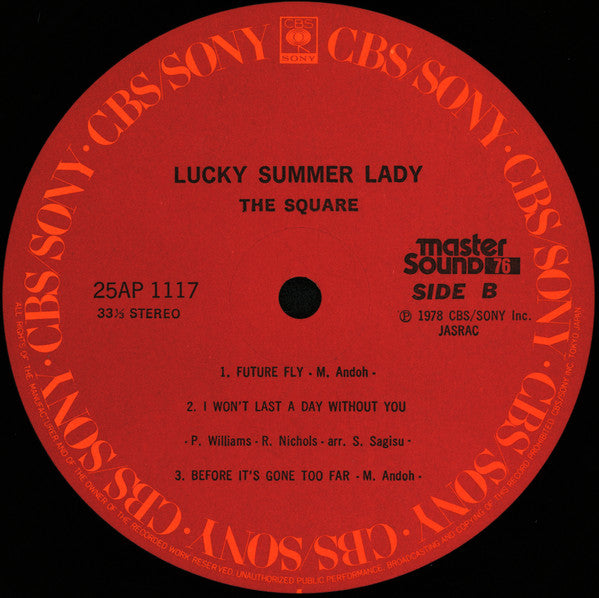 CBS/SONY · CBS/SONY · CBS/SONY · CBS/SONY · CBS/SONY · CBS/SONY · CBS/SONY · CBS/SONY ·
CBS
SONY
LUCKY SUMMER LADY
THE SQUARE
master
Sound 76
25AP 1117
SIDE B
33⅓ STEREO
Ⓟ 1978 CBS/SONY Inc.
JASRAC
1. FUTURE FLY - M. Andoh -
2. I WON'T LAST A DAY WITHOUT YOU
- P. Williams - R. Nichols - arr. S. Sagisu -
3. BEFORE IT'S GONE TOO FAR - M. Andoh -
ALL RIGHTS OF THE MANUFACTURER AND OF THE OWNER OF THE RECORDED WORK RESERVED. UNAUTHORIZED PUBLIC PERFORMANCE, BROADCASTING AND COPYING OF THIS RECORD PROHIBITED. CBS/SONY INC. TOKYO JAPAN